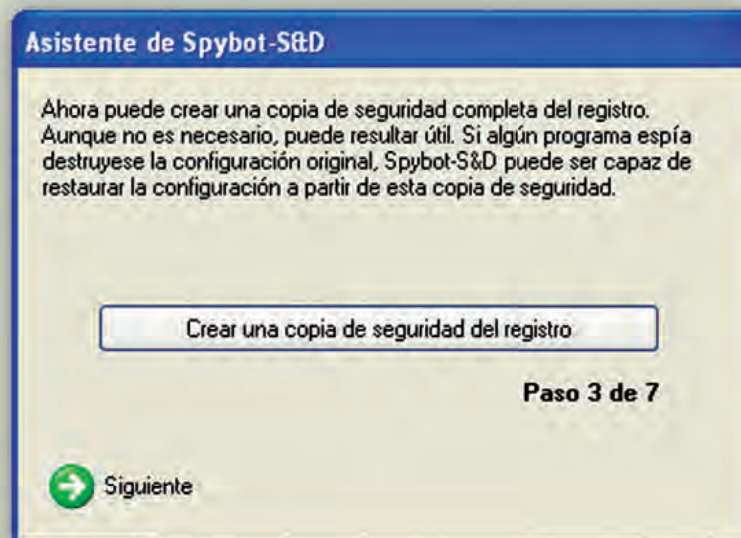 Asistente de Spybot-S&D
Ahora puede crear una copia de seguridad completa del registro.
Aunque no es necesario, puede resultar útil. Si algún programa espía
destruyese la configuración original, Spybot-S&D puede ser capaz de
restaurar la configuración a partir de esta copia de seguridad.
Crear una copia de seguridad del registro
Paso 3 de 7
Siguiente